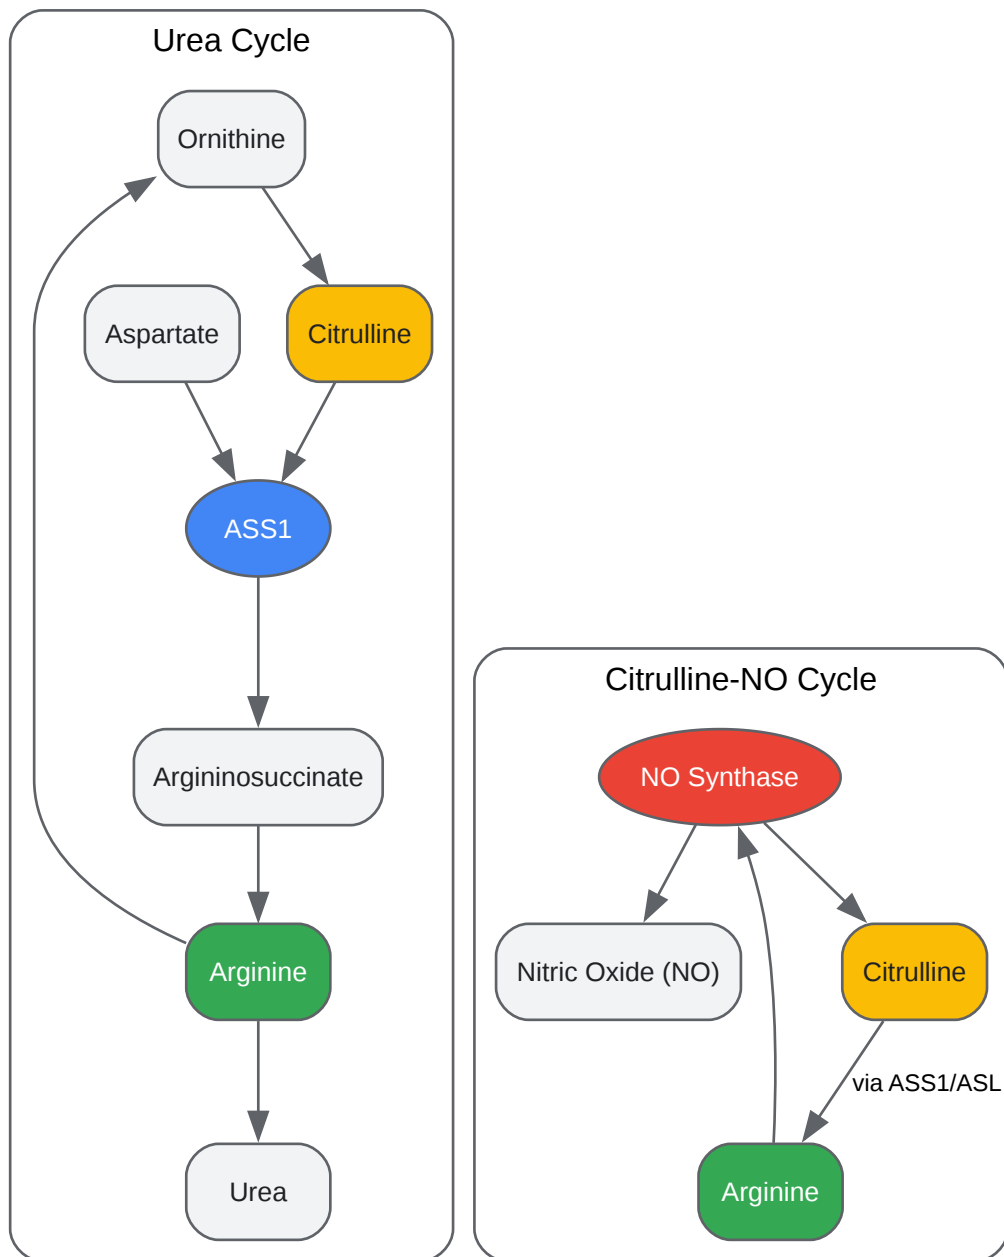 Urea Cycle
Ornithine
Aspartate
Citrulline
ASS1
Argininosuccinate
Arginine
Urea
Citrulline-NO Cycle
NO Synthase
Nitric Oxide (NO)
Citrulline
via ASS1/ASL
Arginine